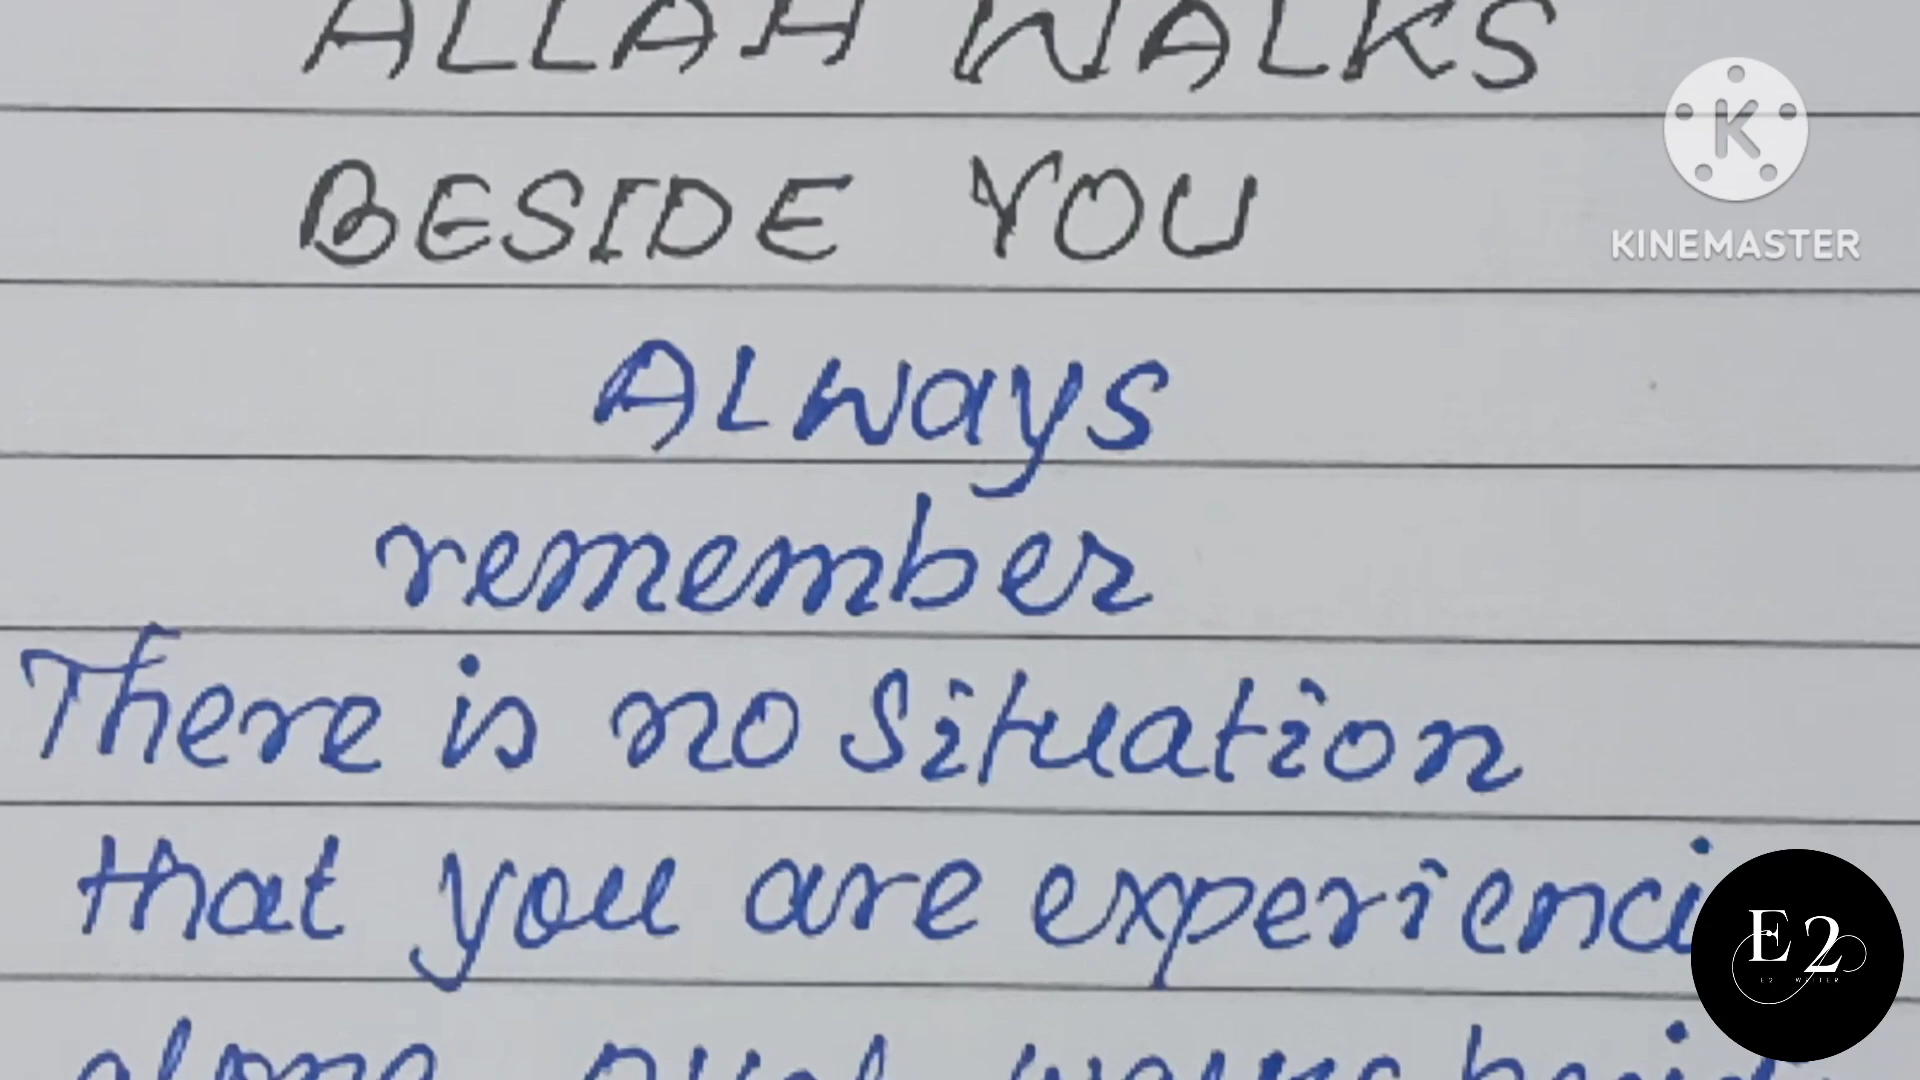 ALLAH WALKS
BESIDE YOU
ALways
remember
There is no situation
that you are experienci
KINEMASTER
E2